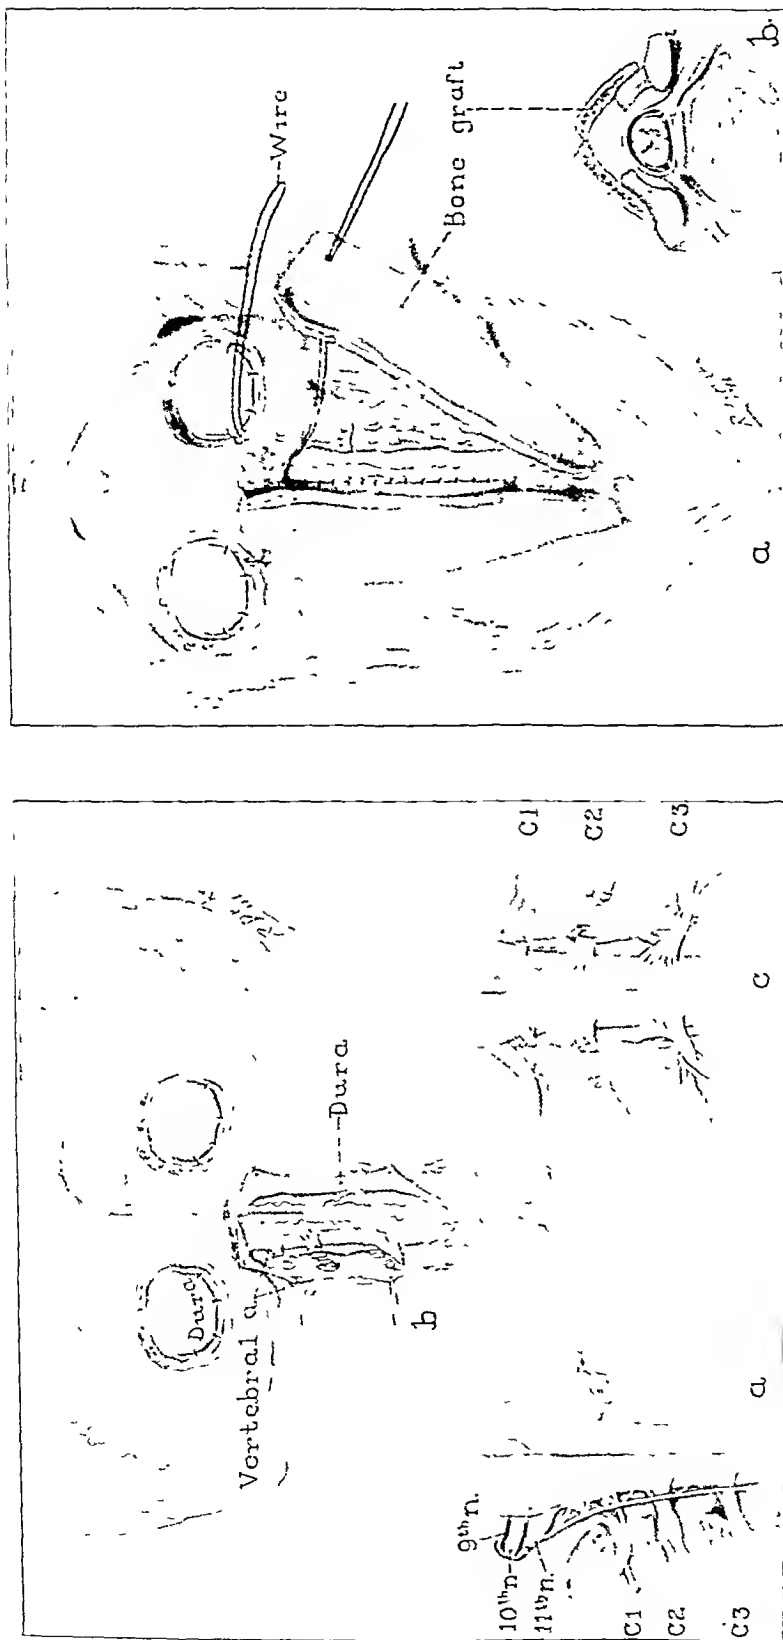 Wire
Bone graft
a
b.
Dura
Dura
Vertebral a.
b
9th n.
10th n
11th n.
C1
C2
C3
a
C1
C2
C3
c